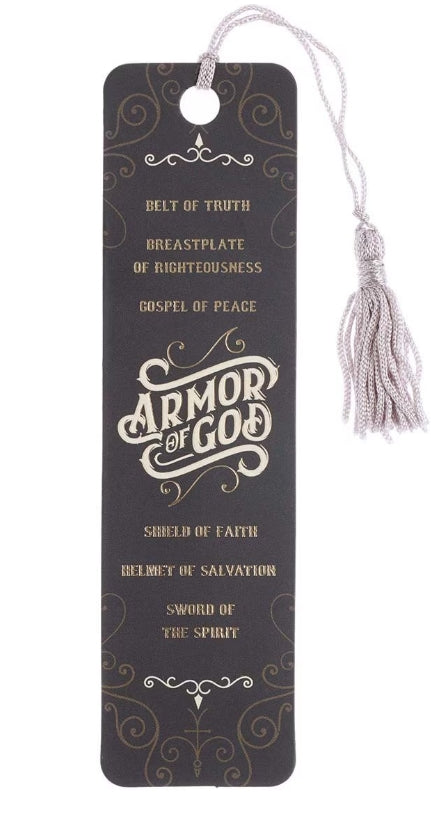 BELT OF TRUTH
BREASTPLATE
OF RIGHTEOUSNESS
GOSPEL OF PEACE
ARMOR
OF GOD
SHIELD OF FAITH
HELMET OF SALVATION
SWORD OF
THE SPIRIT